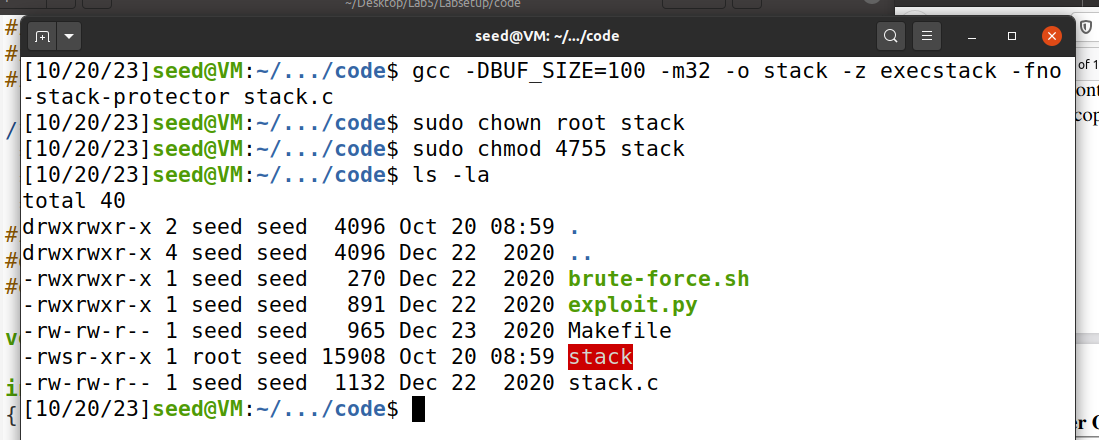 ~/Desktop/Lab5/Labsetup/code
seed@VM: ~/.../code
[10/20/23]seed@VM:~/.../code$ gcc -DBUF_SIZE=100 -m32 -o stack -z execstack -fno
-stack-protector stack.c
[10/20/23]seed@VM:~/.../code$ sudo chown root stack
[10/20/23]seed@VM:~/.../code$ sudo chmod 4755 stack
[10/20/23]seed@VM:~/.../code$ ls -la
total 40
drwxrwxr-x 2 seed seed  4096 Oct 20 08:59 .
drwxrwxr-x 4 seed seed  4096 Dec 22  2020 ..
-rwxrwxr-x 1 seed seed   270 Dec 22  2020 brute-force.sh
-rwxrwxr-x 1 seed seed   891 Dec 22  2020 exploit.py
-rw-rw-r-- 1 seed seed   965 Dec 23  2020 Makefile
-rwsr-xr-x 1 root seed 15908 Oct 20 08:59 stack
-rw-rw-r-- 1 seed seed  1132 Dec 22  2020 stack.c
[10/20/23]seed@VM:~/.../code$
of 1